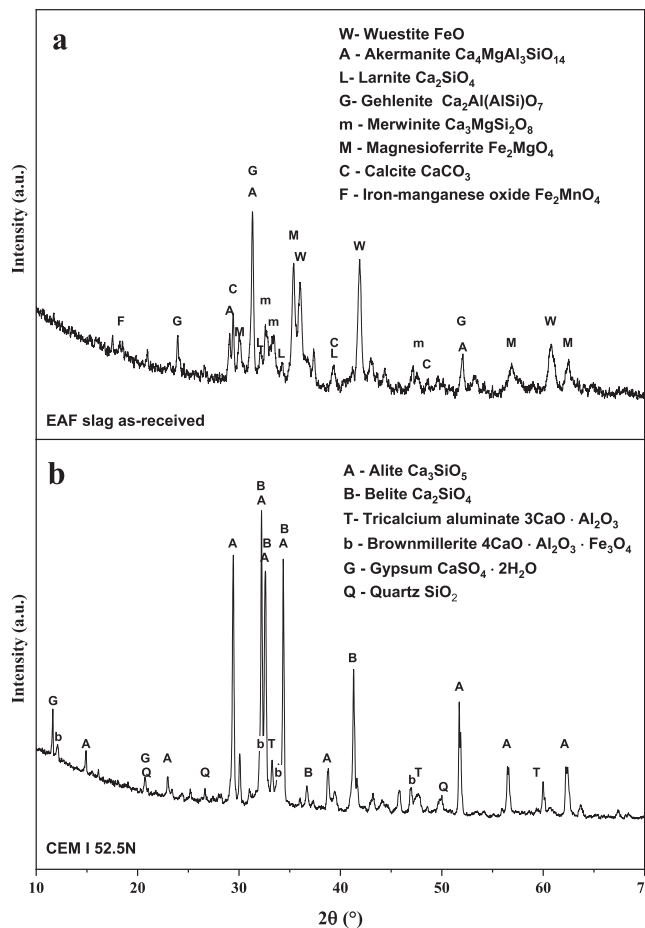 a
W- Wuestite FeO
A - Akermanite Ca₄MgAl₃SiO₁₄
L- Larnite Ca₂SiO₄
G- Gehlenite Ca₂Al(AlSi)O₇
m - Merwinite Ca₃MgSi₂O₈
M - Magnesioferrite Fe₂MgO₄
C - Calcite CaCO₃
F - Iron-manganese oxide Fe₂MnO₄
Intensity (a.u.)
G
A
M
W
W
C
A
M
m
m
L
L
F
G
C
L
m
C
G
A
M
W
M
EAF slag as-received
b
A - Alite Ca₃SiO₅
B- Belite Ca₂SiO₄
T- Tricalcium aluminate 3CaO · Al₂O₃
b- Brownmillerite 4CaO · Al₂O₃ · Fe₃O₄
G - Gypsum CaSO₄ · 2H₂O
Q - Quartz SiO₂
Intensity (a.u.)
B
A
A
B
A
B
A
B
A
G
b
A
G
Q
A
Q
b
T
b
B
A
b
T
Q
A
T
A
CEM I 52.5N
10 20 30 40 50 60 7
2θ (°)